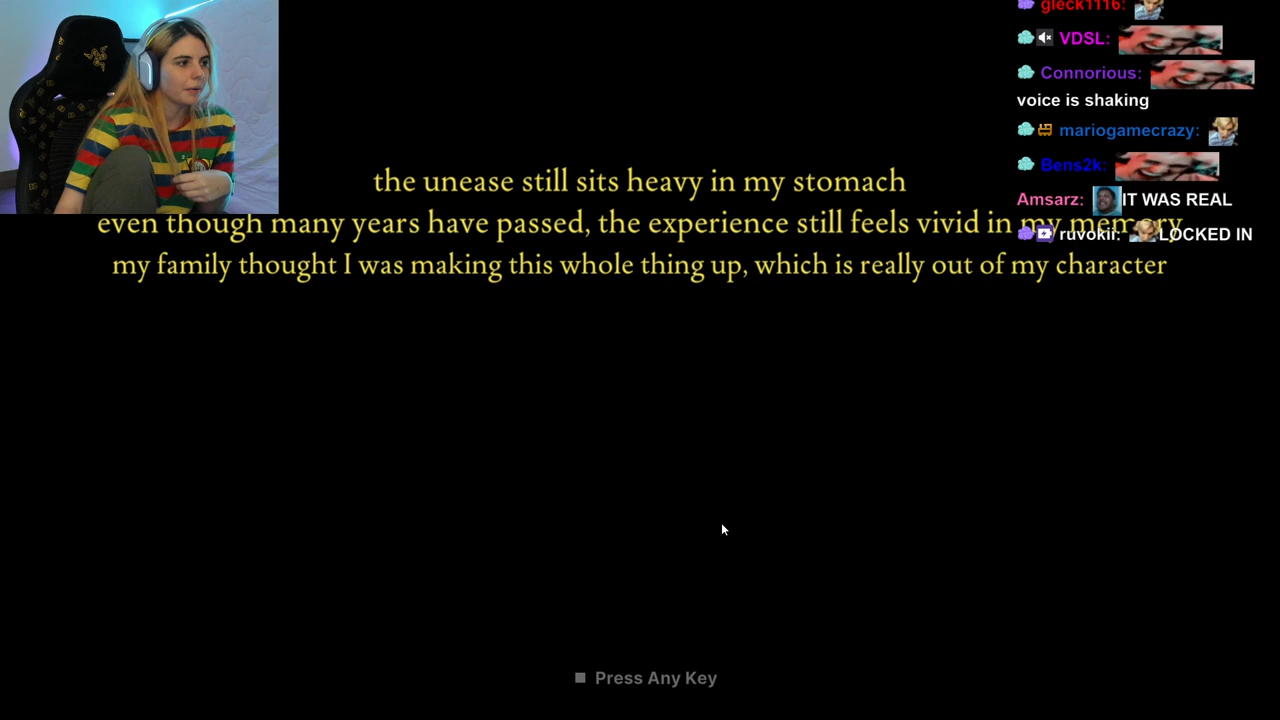 gleck1116:
VDSL:
Connorious:
voice is shaking
mariogamecrazy:
Bens2k:
Amsarz: IT WAS REAL
ruvokii: LOCKED IN
the unease still sits heavy in my stomach
even though many years have passed, the experience still feels vivid in my memory
my family thought I was making this whole thing up, which is really out of my character
Press Any Key